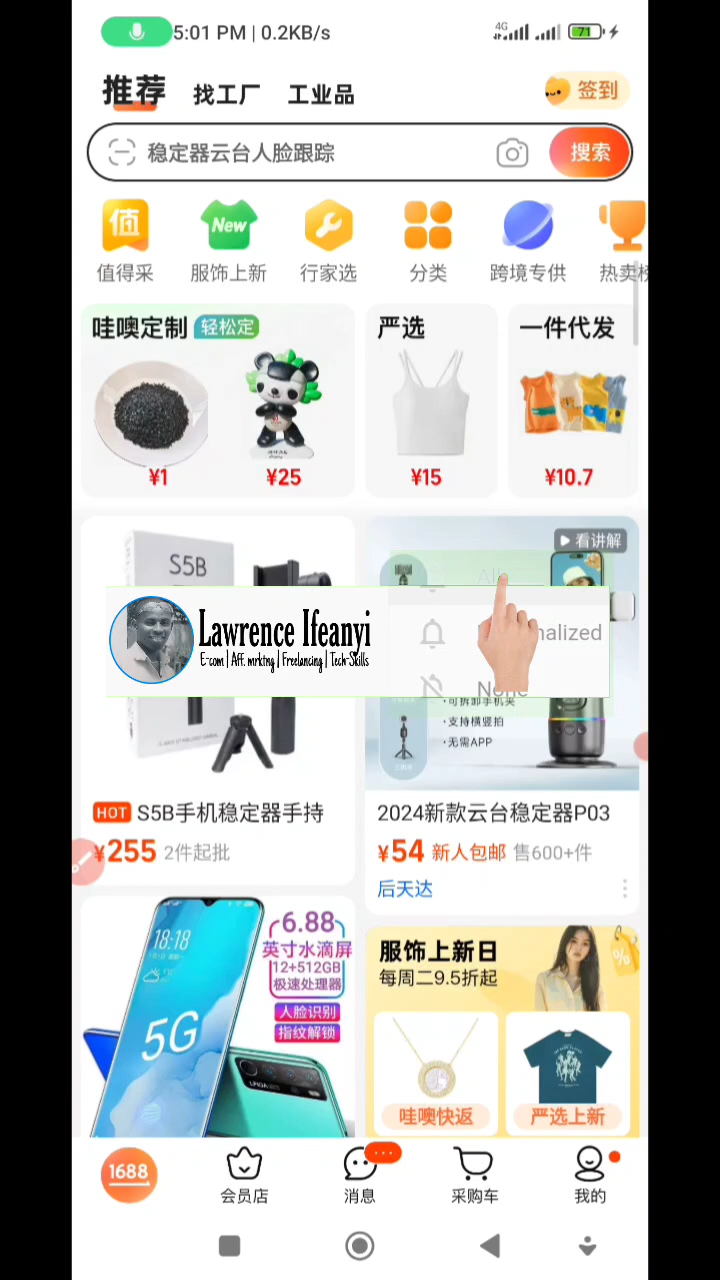 5:01 PM | 0.2KB/s
4G
71
推荐 找工厂 工业品
签到
稳定器云台人脸跟踪
搜索
值
New
值得采 服饰上新 行家选 分类 跨境专供 热卖榜
哇噢定制 轻松定
¥1 ¥25
严选
¥15
一件代发
¥10.7
S5B
看讲解
All
Lawrence Ifeanyi
E-com | Aff. mrktng | Freelancing | Tech-Skills
nalized
None
·可拆卸手机夹
·支持横竖拍
·无需APP
HOT S5B手机稳定器手持
¥255 2件起批
2024新款云台稳定器P03
¥54 新人包邮 售600+件
后天达
18:18
5G
6.88
英寸水滴屏
12+512GB
极速处理器
人脸识别
指纹解锁
服饰上新日
每周二9.5折起
%
哇噢快返
严选上新
1688
会员店 消息 采购车 我的